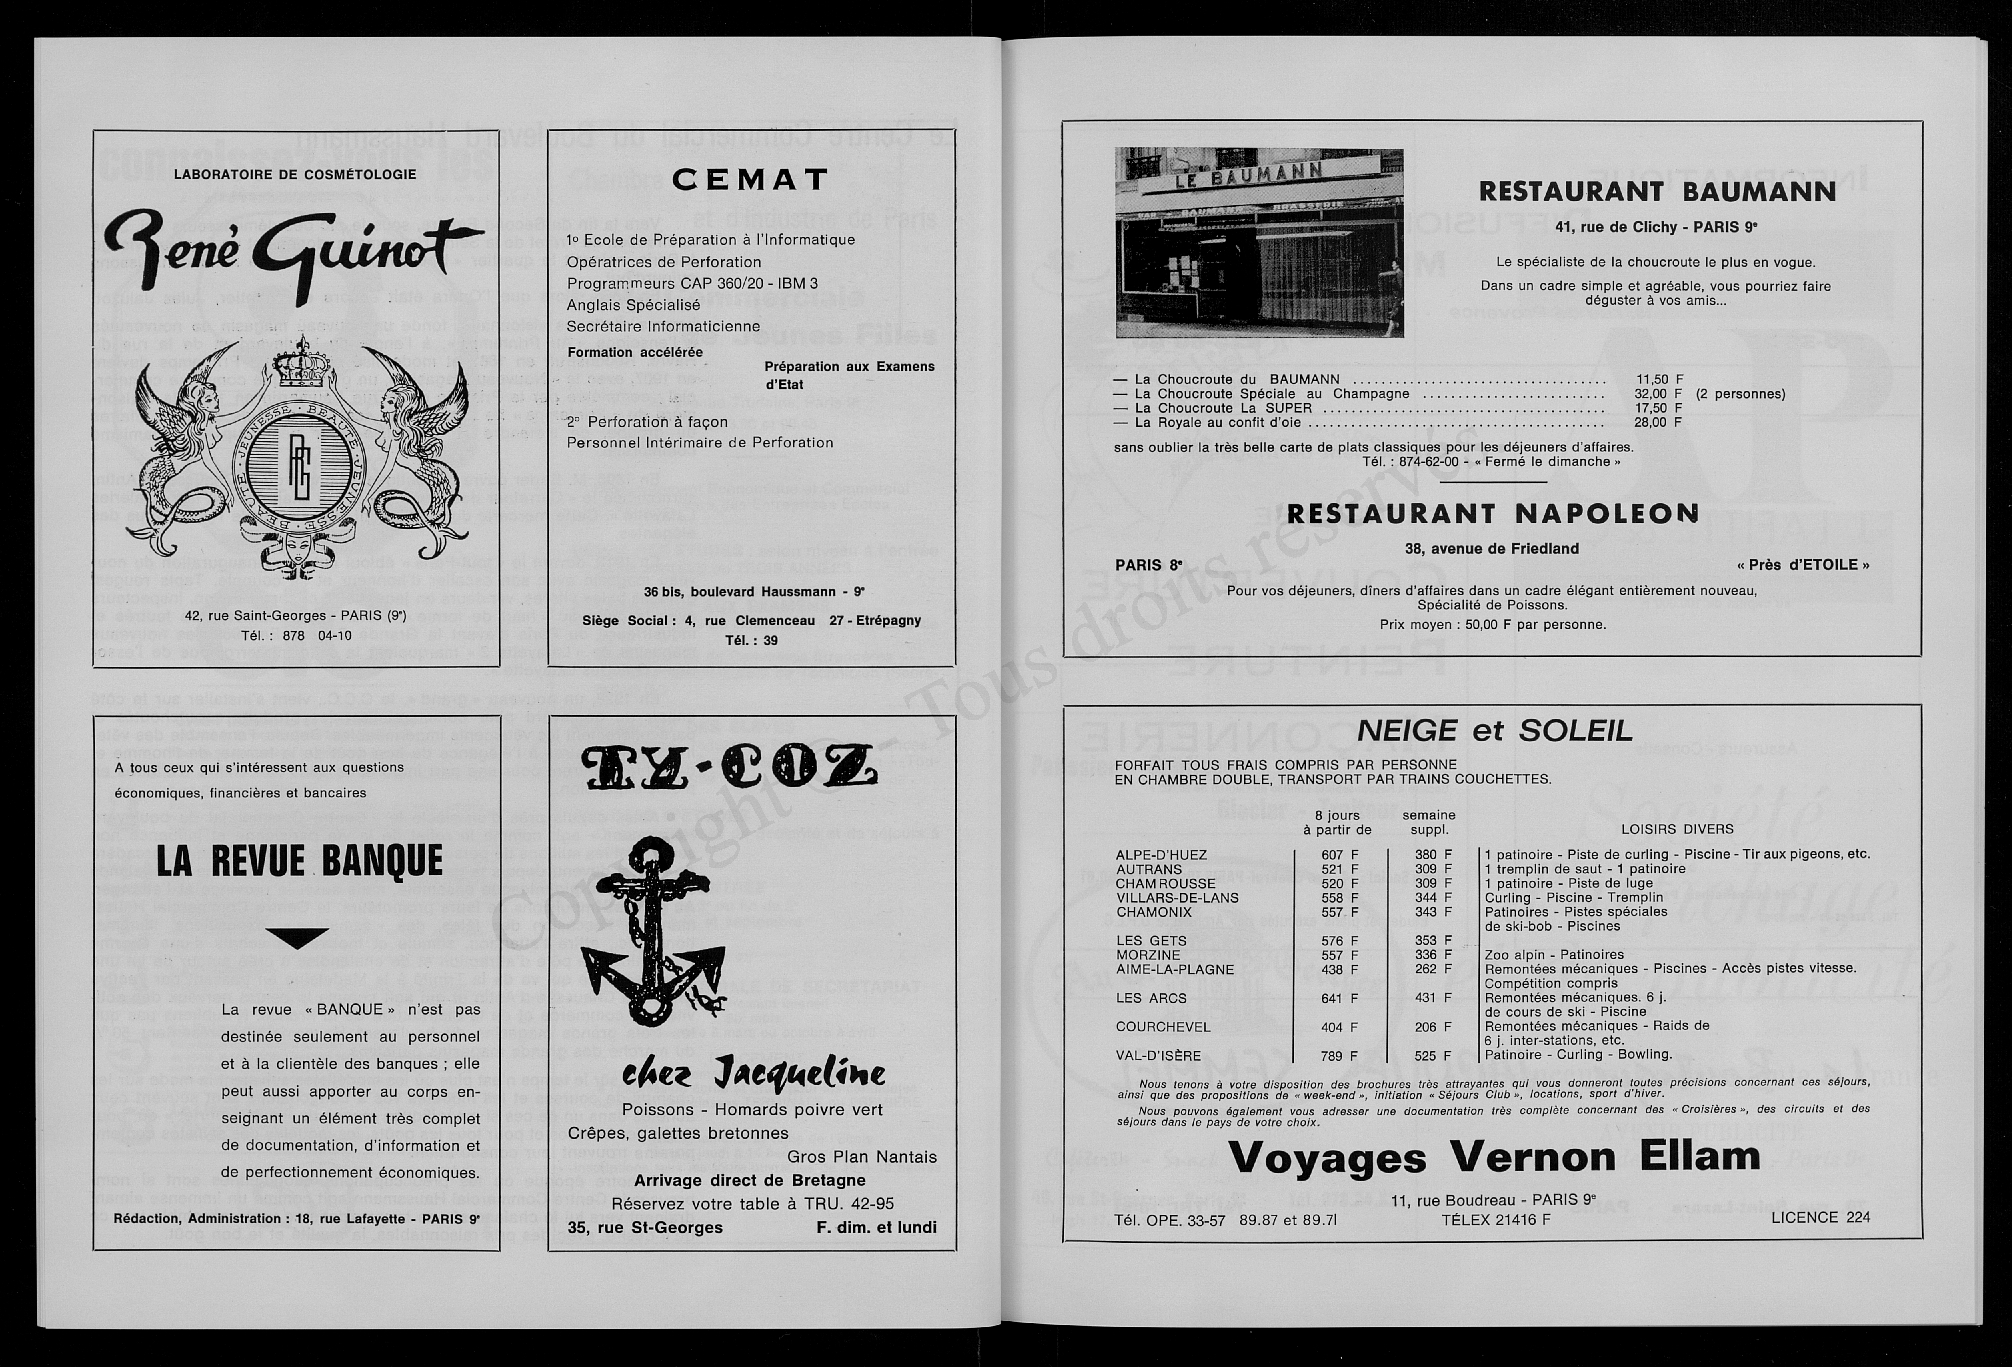 LABORATOIRE DE COSMÉTOLOGIE
René Guinot
JEUNESSE · BEAUTE · JEUNESSE · BEAUTE
RG
42, rue Saint-Georges - PARIS (9e)
Tél. : 878 04-10
CEMAT
1o Ecole de Préparation à l'Informatique
Opératrices de Perforation
Programmeurs CAP 360/20 - IBM 3
Anglais Spécialisé
Secrétaire Informaticienne
Formation accélérée
Préparation aux Examens
d'Etat
2° Perforation à façon
Personnel Intérimaire de Perforation
36 bis, boulevard Haussmann - 9e
Siège Social : 4, rue Clemenceau 27 - Etrépagny
Tél. : 39
A tous ceux qui s'intéressent aux questions
économiques, financières et bancaires
LA REVUE BANQUE
La revue « BANQUE » n'est pas
destinée seulement au personnel
et à la clientèle des banques ; elle
peut aussi apporter au corps en-
seignant un élément très complet
de documentation, d'information et
de perfectionnement économiques.
Rédaction, Administration : 18, rue Lafayette - PARIS 9e
TY-COZ
chez Jacqueline
Poissons - Homards poivre vert
Crêpes, galettes bretonnes
Gros Plan Nantais
Arrivage direct de Bretagne
Réservez votre table à TRU. 42-95
35, rue St-Georges F. dim. et lundi
LE BAUMANN
BAR BAUMANN BRASSERIE
RESTAURANT BAUMANN
41, rue de Clichy - PARIS 9e
Le spécialiste de la choucroute le plus en vogue.
Dans un cadre simple et agréable, vous pourriez faire
déguster à vos amis...
— La Choucroute du BAUMANN .................................. 11,50 F
— La Choucroute Spéciale au Champagne ........................ 32,00 F (2 personnes)
— La Choucroute La SUPER ...................................... 17,50 F
— La Royale au confit d'oie ........................................ 28,00 F
sans oublier la très belle carte de plats classiques pour les déjeuners d'affaires.
Tél. : 874-62-00 - « Fermé le dimanche »
RESTAURANT NAPOLEON
38, avenue de Friedland
PARIS 8e « Près d'ETOILE »
Pour vos déjeuners, dîners d'affaires dans un cadre élégant entièrement nouveau,
Spécialité de Poissons.
Prix moyen : 50,00 F par personne.
NEIGE et SOLEIL
FORFAIT TOUS FRAIS COMPRIS PAR PERSONNE
EN CHAMBRE DOUBLE, TRANSPORT PAR TRAINS COUCHETTES.
8 jours semaine
à partir de suppl. LOISIRS DIVERS
ALPE-D'HUEZ 607 F 380 F 1 patinoire - Piste de curling - Piscine - Tir aux pigeons, etc.
AUTRANS 521 F 309 F 1 tremplin de saut - 1 patinoire
CHAMROUSSE 520 F 309 F 1 patinoire - Piste de luge
VILLARS-DE-LANS 558 F 344 F Curling - Piscine - Tremplin
CHAMONIX 557 F 343 F Patinoires - Pistes spéciales
de ski-bob - Piscines
LES GETS 576 F 353 F
MORZINE 557 F 336 F Zoo alpin - Patinoires
AIME-LA-PLAGNE 438 F 262 F Remontées mécaniques - Piscines - Accès pistes vitesse.
Compétition compris
LES ARCS 641 F 431 F Remontées mécaniques. 6 j.
de cours de ski - Piscine
COURCHEVEL 404 F 206 F Remontées mécaniques - Raids de
6 j. inter-stations, etc.
VAL-D'ISÈRE 789 F 525 F Patinoire - Curling - Bowling.
Nous tenons à votre disposition des brochures très attrayantes qui vous donneront toutes précisions concernant ces séjours,
ainsi que des propositions de « week-end », initiation « Séjours Club », locations, sport d'hiver.
Nous pouvons également vous adresser une documentation très complète concernant des « Croisières », des circuits et des
séjours dans le pays de votre choix.
Voyages Vernon Ellam
11, rue Boudreau - PARIS 9e
Tél. OPE. 33-57 89.87 et 89.71 TÉLEX 21416 F LICENCE 224
Copyright © - Tous droits réservés